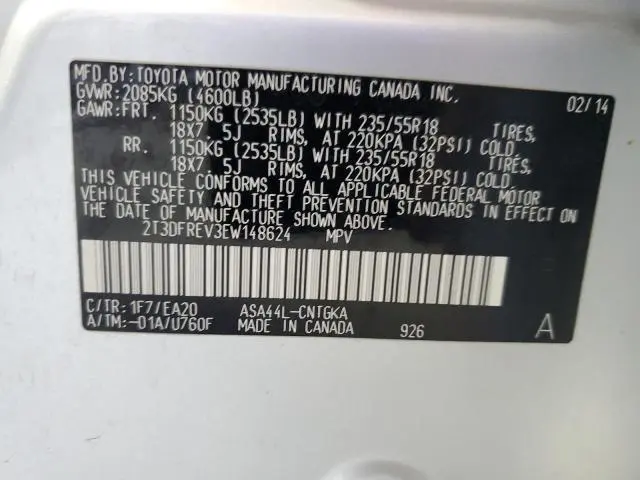 MFD.BY:TOYOTA MOTOR MANUFACTURING CANADA INC.
GVWR:2085KG (4600LB) 02/14
GAWR:FRT. 1150KG (2535LB) WITH 235/55R18 TIRES,
18X7.5J RIMS, AT 220KPA (32PSI) COLD.
RR. 1150KG (2535LB) WITH 235/55R18 TIRES,
18X7.5J RIMS, AT 220KPA (32PSI) COLD.
THIS VEHICLE CONFORMS TO ALL APPLICABLE FEDERAL MOTOR
VEHICLE SAFETY AND THEFT PREVENTION STANDARDS IN EFFECT ON
THE DATE OF MANUFACTURE SHOWN ABOVE.
2T3DFREV3EW148624 MPV
C/TR:1F7/EA20 ASA44L-CNTGKA
A/TM:-01A/U760F MADE IN CANADA 926 A